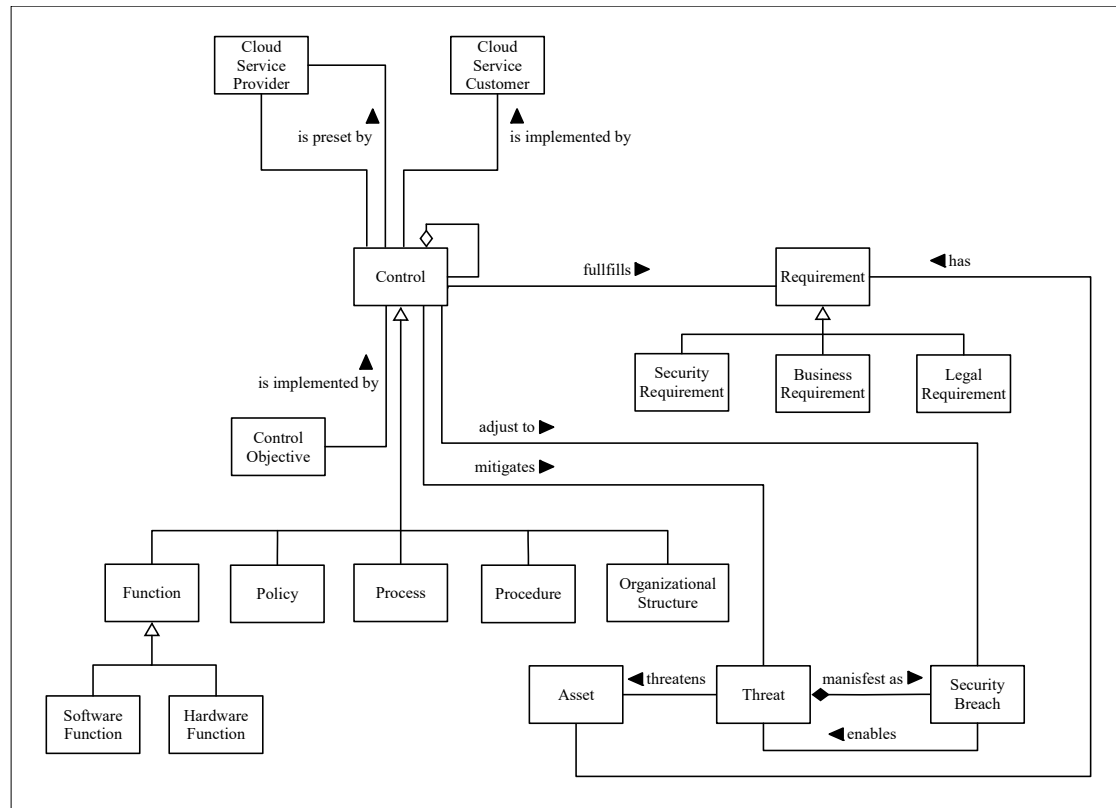 Cloud
Service
Provider
Cloud
Service
Customer
is preset by
is implemented by
Control
fullfills
Requirement
has
is implemented by
Security
Requirement
Business
Requirement
Legal
Requirement
Control
Objective
adjust to
mitigates
Function
Policy
Process
Procedure
Organizational
Structure
Software
Function
Hardware
Function
Asset
threatens
Threat
manisfest as
Security
Breach
enables